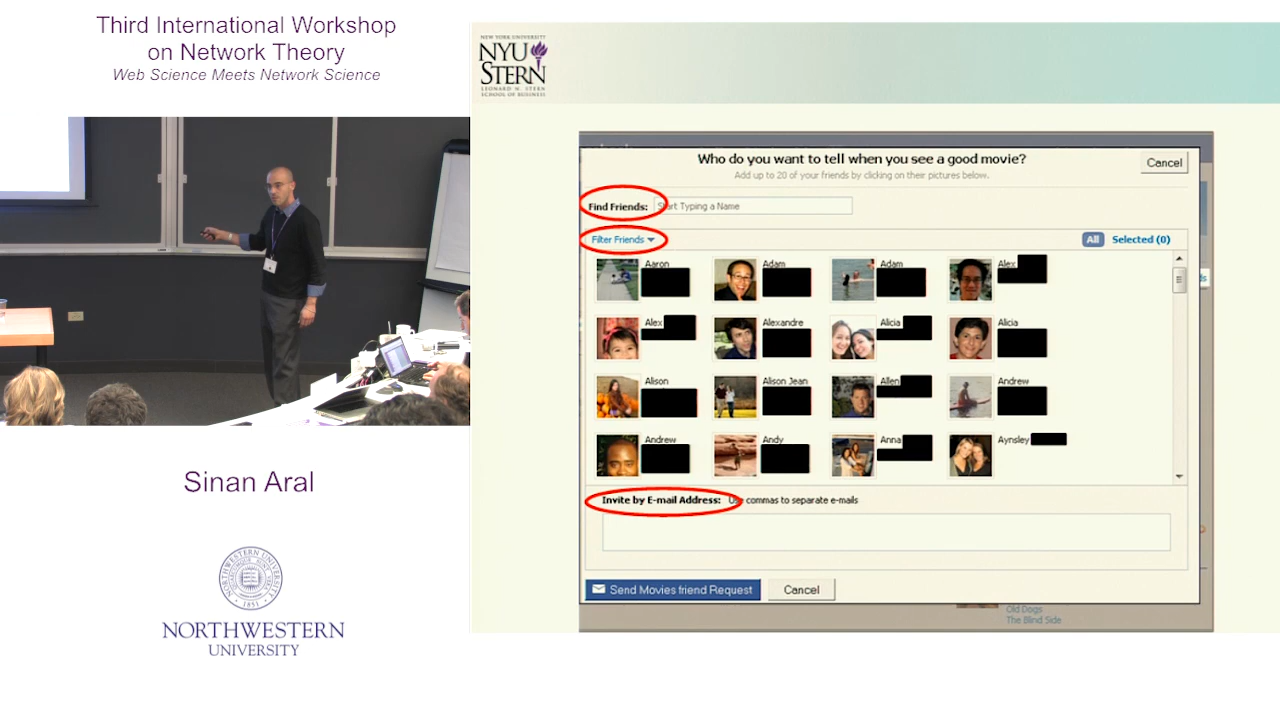 Third International Workshop
on Network Theory
Web Science Meets Network Science
Sinan Aral
NORTHWESTERN
UNIVERSITY
1851
NEW YORK UNIVERSITY
NYU
STERN
LEONARD N. STERN
SCHOOL OF BUSINESS
Who do you want to tell when you see a good movie?
Cancel
Add up to 20 of your friends by clicking on their pictures below.
Find Friends: Start Typing a Name
Filter Friends
All Selected (0)
Aaron Adam Adam Alex
Alex Alexandre Alicia Alicia
Alison Alison Jean Allen Andrew
Andrew Andy Anna Aynsley
Invite by E-mail Address: Use commas to separate e-mails
Send Movies friend Request Cancel
Old Dogs
The Blind Side